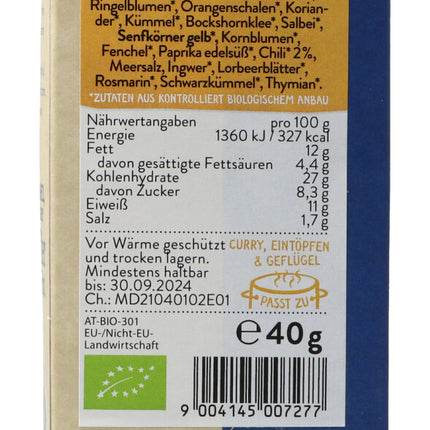 Ringelblumen*, Orangenschalen*, Korian-
der*, Kümmel*, Bockshornklee*, Salbei*,
Senfkörner gelb*, Kornblumen*,
Fenchel*, Paprika edelsüß*, Chili* 2%,
Meersalz, Ingwer*, Lorbeerblätter*,
Rosmarin*, Schwarzkümmel*, Thymian*.
*ZUTATEN AUS KONTROLLIERT BIOLOGISCHEM ANBAU
Nährwertangaben pro 100 g
Energie 1360 kJ / 327 kcal
Fett 12 g
davon gesättigte Fettsäuren 4,4 g
Kohlenhydrate 27 g
davon Zucker 8,3 g
Eiweiß 11 g
Salz 1,7 g
Vor Wärme geschützt
und trocken lagern.
Mindestens haltbar
bis: 30.09.2024
Ch.: MD21040102E01
CURRY, EINTÖPFEN
& GEFLÜGEL
PASST ZU
AT-BIO-301
EU-/Nicht-EU-
Landwirtschaft
e 40 g
9 004145 007277